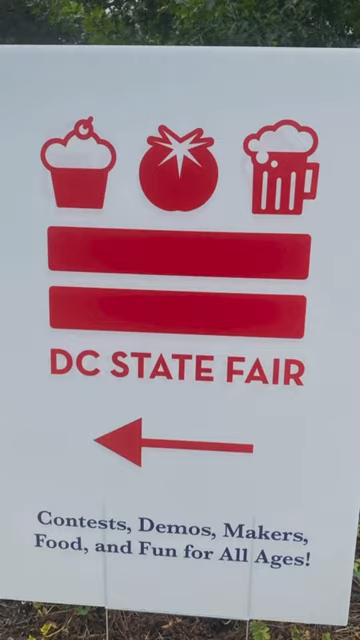 DC STATE FAIR
Contests, Demos, Makers,
Food, and Fun for All Ages!